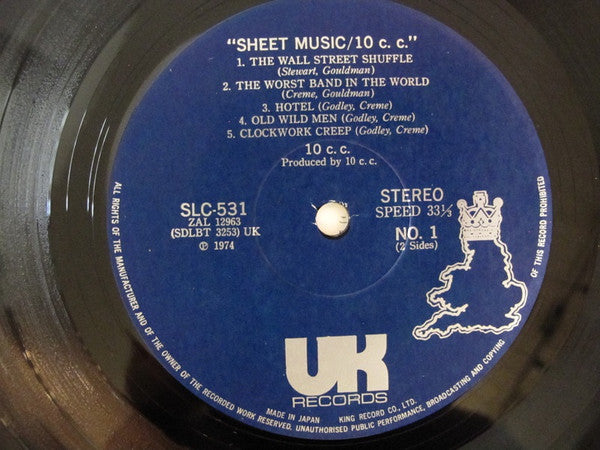 "SHEET MUSIC/10 c. c."
1. THE WALL STREET SHUFFLE
(Stewart, Gouldman)
2. THE WORST BAND IN THE WORLD
(Creme, Gouldman)
3. HOTEL (Godley, Creme)
4. OLD WILD MEN (Godley, Creme)
5. CLOCKWORK CREEP (Godley, Creme)
10 c. c.
Produced by 10 c. c.
SLC-531
ZAL 12963
(SDLBT 3253) UK
Ⓟ 1974
STEREO
SPEED 33⅓
NO. 1
(2 Sides)
UK
RECORDS
MADE IN JAPAN KING RECORD CO., LTD.
ALL RIGHTS OF THE MANUFACTURER AND OF THE OWNER OF THE RECORDED WORK RESERVED. UNAUTHORISED PUBLIC PERFORMANCE, BROADCASTING AND COPYING OF THIS RECORD PROHIBITED